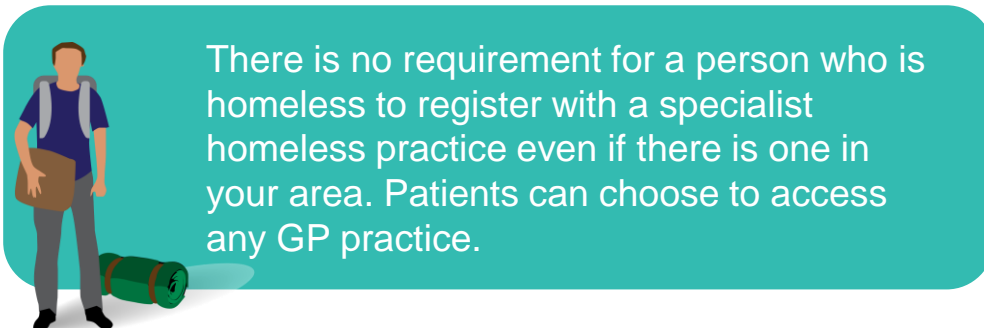 There is no requirement for a person who is
homeless to register with a specialist
homeless practice even if there is one in
your area. Patients can choose to access
any GP practice.